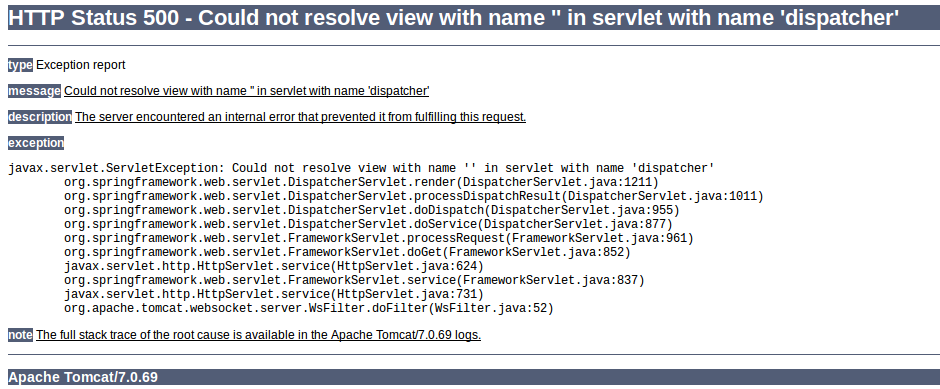 HTTP Status 500 - Could not resolve view with name '' in servlet with name 'dispatcher'
type Exception report
message Could not resolve view with name '' in servlet with name 'dispatcher'
description The server encountered an internal error that prevented it from fulfilling this request.
exception
javax.servlet.ServletException: Could not resolve view with name '' in servlet with name 'dispatcher'
org.springframework.web.servlet.DispatcherServlet.render(DispatcherServlet.java:1211)
org.springframework.web.servlet.DispatcherServlet.processDispatchResult(DispatcherServlet.java:1011)
org.springframework.web.servlet.DispatcherServlet.doDispatch(DispatcherServlet.java:955)
org.springframework.web.servlet.DispatcherServlet.doService(DispatcherServlet.java:877)
org.springframework.web.servlet.FrameworkServlet.processRequest(FrameworkServlet.java:961)
org.springframework.web.servlet.FrameworkServlet.doGet(FrameworkServlet.java:852)
javax.servlet.http.HttpServlet.service(HttpServlet.java:624)
org.springframework.web.servlet.FrameworkServlet.service(FrameworkServlet.java:837)
javax.servlet.http.HttpServlet.service(HttpServlet.java:731)
org.apache.tomcat.websocket.server.WsFilter.doFilter(WsFilter.java:52)
note The full stack trace of the root cause is available in the Apache Tomcat/7.0.69 logs.
Apache Tomcat/7.0.69